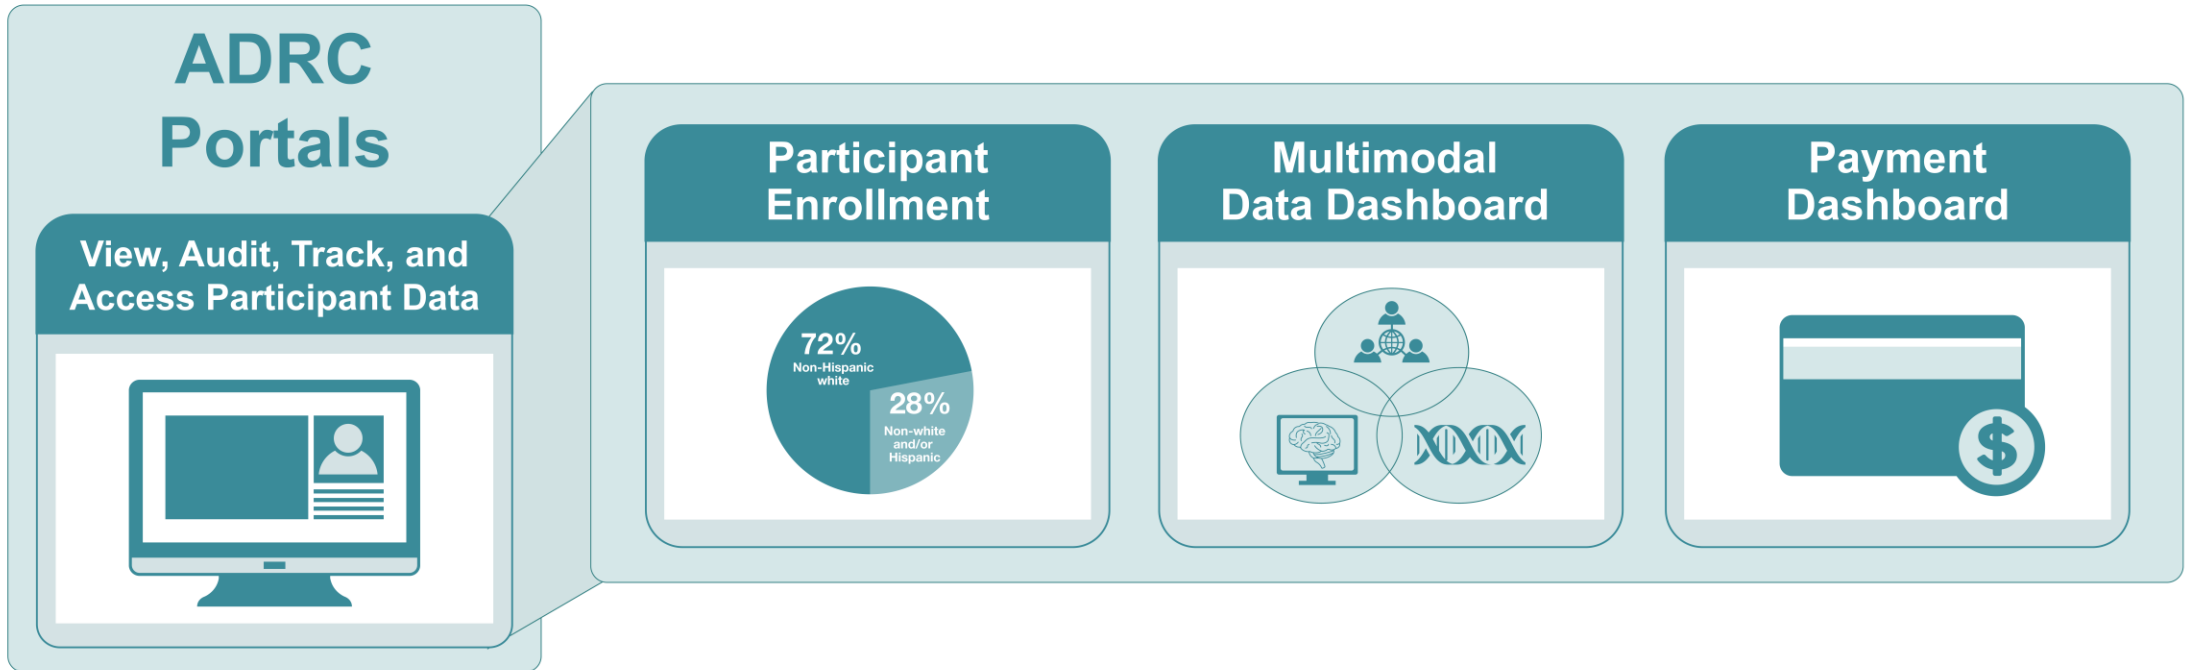 ADRC
Portals
View, Audit, Track, and
Access Participant Data
Participant
Enrollment
72%
Non-Hispanic
white
28%
Non-white
and/or
Hispanic
Multimodal
Data Dashboard
Payment
Dashboard
$